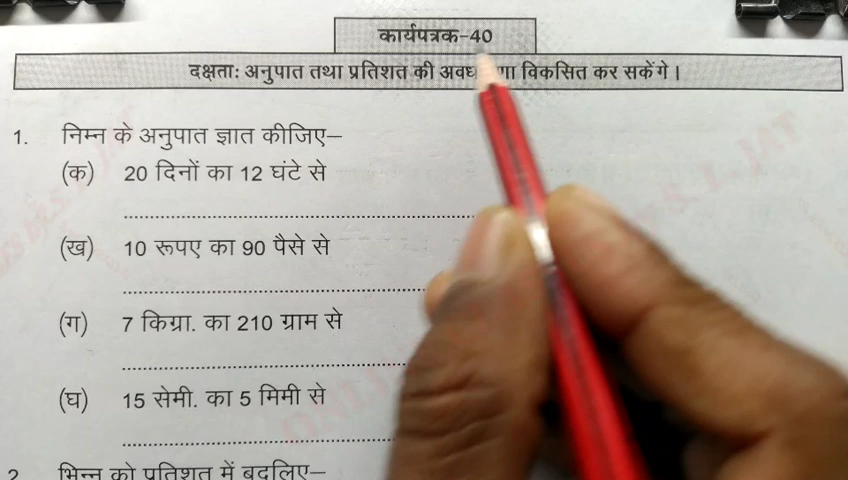 कार्यपत्रक-40
दक्षता: अनुपात तथा प्रतिशत की विकसित कर सकेंगे।
1. निम्न के अनुपात ज्ञात कीजिए–
(क) 20 दिनों का 12 घंटे से
(ख) 10 रूपए का 90 पैसे से
(ग) 7 किग्रा. का 210 ग्राम से
(घ) 15 सेमी. का 5 मिमी से
2. भिन्न को प्रतिशत में बदलिए–